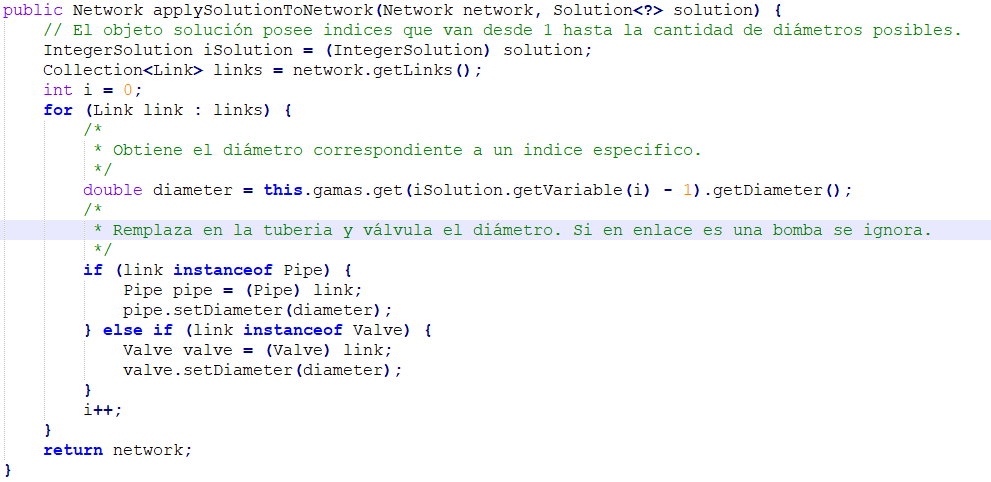 public Network applySolutionToNetwork(Network network, Solution<?> solution) {
    // El objeto solución posee indices que van desde 1 hasta la cantidad de diámetros posibles.
    IntegerSolution iSolution = (IntegerSolution) solution;
    Collection<Link> links = network.getLinks();
    int i = 0;
    for (Link link : links) {
        /*
         * Obtiene el diámetro correspondiente a un indice especifico.
         */
        double diameter = this.gamas.get(iSolution.getVariable(i) - 1).getDiameter();
        /*
         * Remplaza en la tuberia y válvula el diámetro. Si en enlace es una bomba se ignora.
         */
        if (link instanceof Pipe) {
            Pipe pipe = (Pipe) link;
            pipe.setDiameter(diameter);
        } else if (link instanceof Valve) {
            Valve valve = (Valve) link;
            valve.setDiameter(diameter);
        }
        i++;
    }
    return network;
}